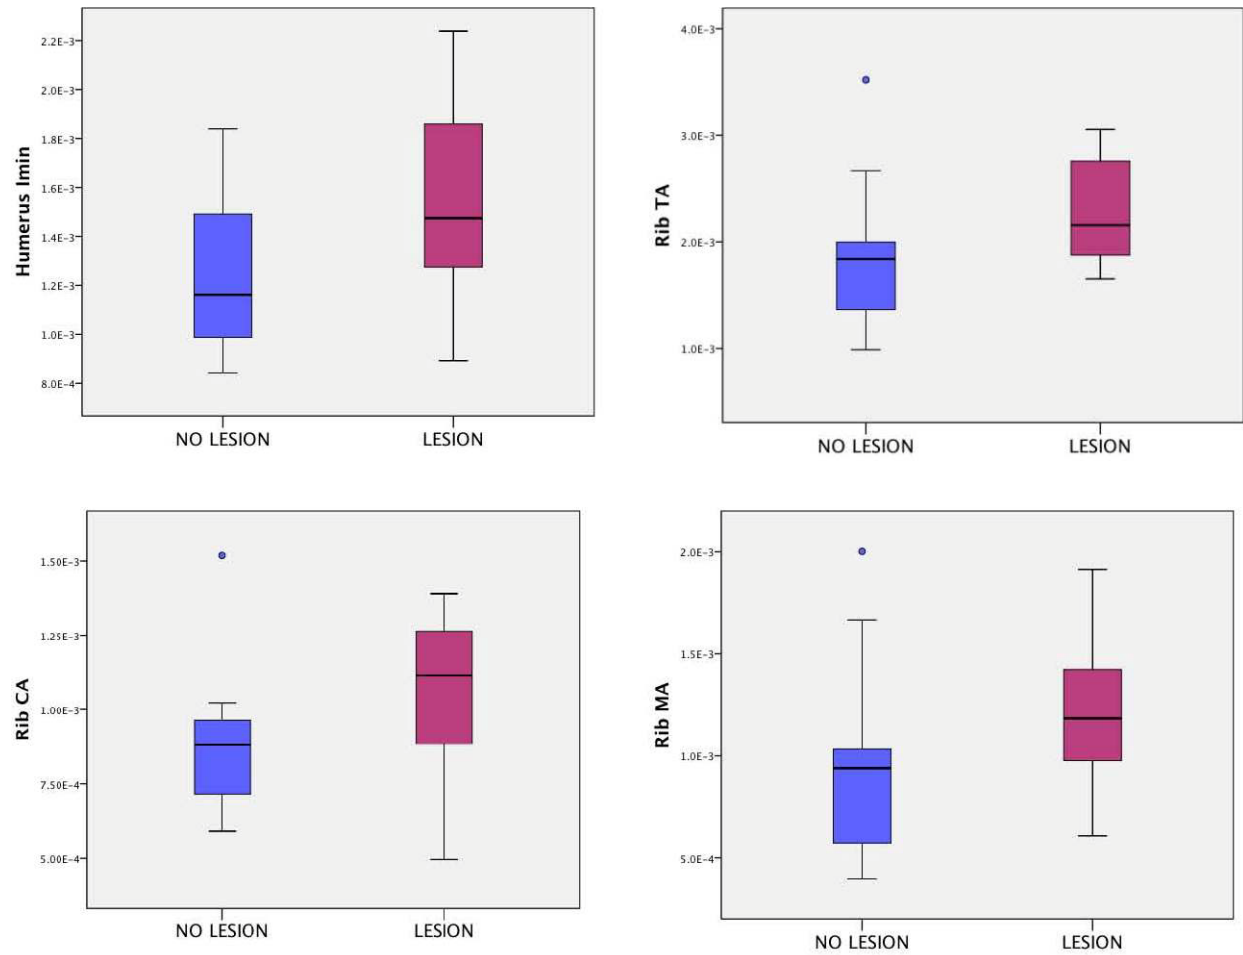 Humerus Imin
2.2E-3
2.0E-3
1.8E-3
1.6E-3
1.4E-3
1.2E-3
1.0E-3
8.0E-4
NO LESION LESION
Rib TA
4.0E-3
3.0E-3
2.0E-3
1.0E-3
NO LESION LESION
Rib CA
1.50E-3
1.25E-3
1.00E-3
7.50E-4
5.00E-4
NO LESION LESION
Rib MA
2.0E-3
1.5E-3
1.0E-3
5.0E-4
NO LESION LESION